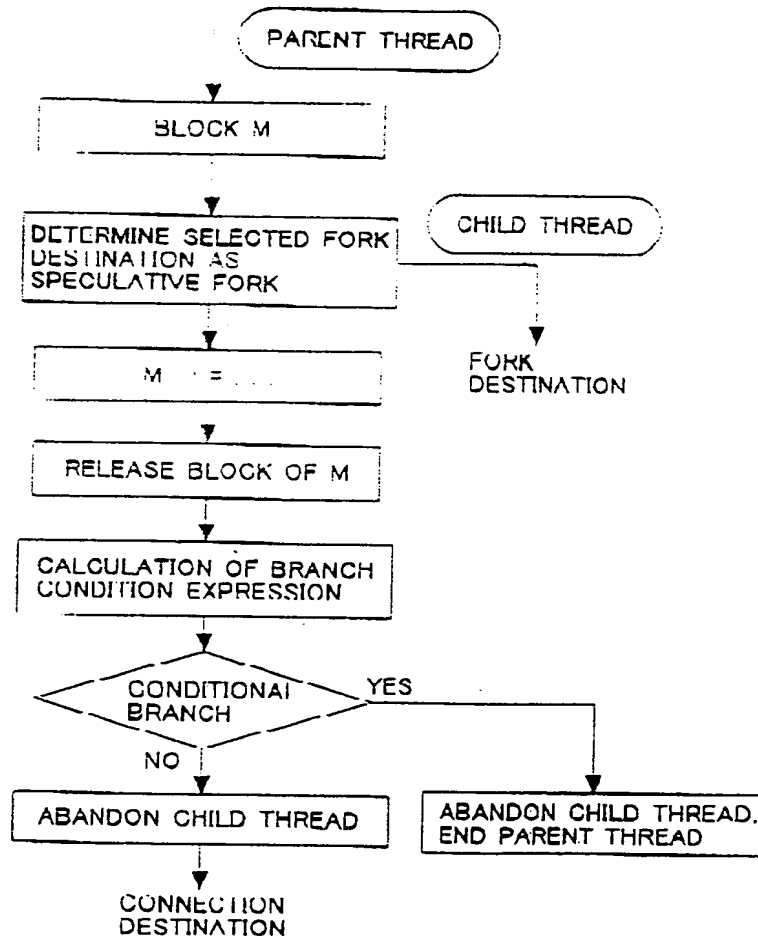 PARENT THREAD
BLOCK M
DETERMINE SELECTED FORK
DESTINATION AS
SPECULATIVE FORK
CHILD THREAD
M : = ...
FORK
DESTINATION
RELEASE BLOCK OF M
CALCULATION OF BRANCH
CONDITION EXPRESSION
CONDITIONAL
BRANCH
YES
NO
ABANDON CHILD THREAD
ABANDON CHILD THREAD.
END PARENT THREAD
CONNECTION
DESTINATION